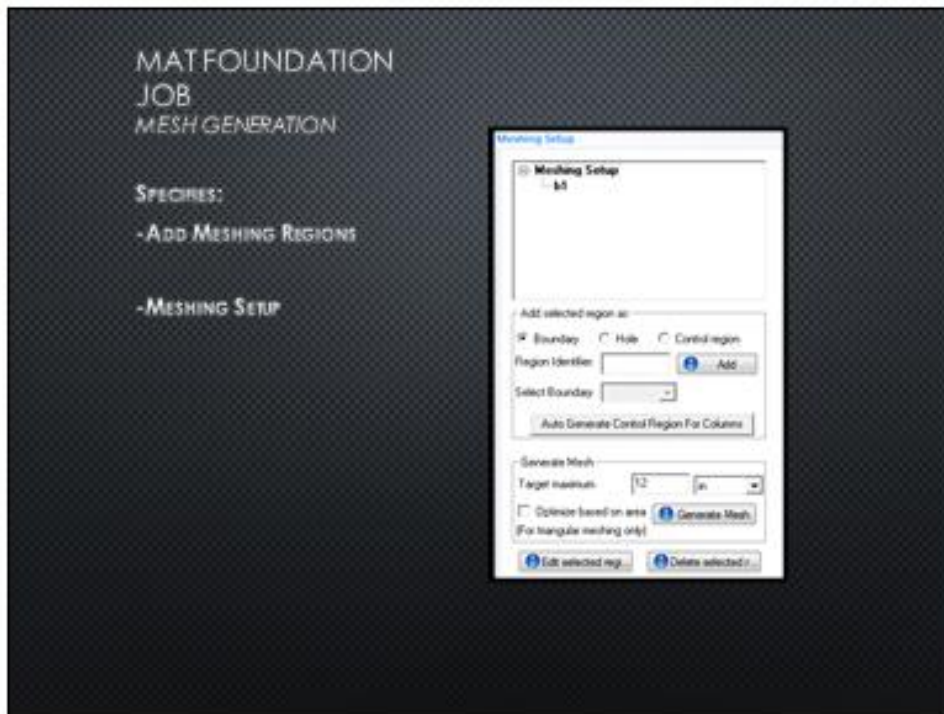 MAT FOUNDATION
JOB
MESH GENERATION
SPECIFIES:
-ADD MESHING REGIONS
-MESHING SETUP
Meshing Setup
Meshing Setup
b1
Add selected region as
Boundary Hole Control region
Region Identifier Add
Select Boundary
Auto Generate Control Region For Columns
Generate Mesh
Target maximum 12 in
Optimize based on area Generate Mesh
(For triangular meshing only)
Edit selected regi... Delete selected r...